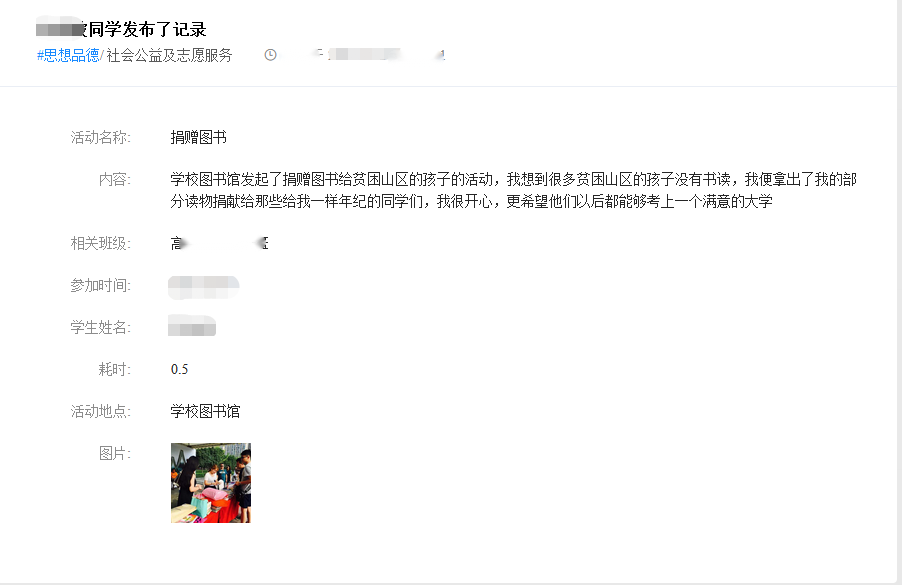 同学发布了记录
#思想品德/ 社会公益及志愿服务
活动名称: 捐赠图书
内容: 学校图书馆发起了捐赠图书给贫困山区的孩子的活动，我想到很多贫困山区的孩子没有书读，我便拿出了我的部
分读物捐献给那些给我一样年纪的同学们，我很开心，更希望他们以后都能够考上一个满意的大学
相关班级: 高
参加时间:
学生姓名:
耗时: 0.5
活动地点: 学校图书馆
图片: